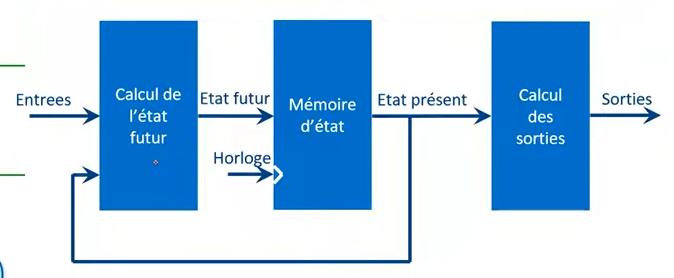 Entrees
Calcul de
l'état
futur
Etat futur
Horloge
Mémoire
d'état
Etat présent
Calcul
des
sorties
Sorties